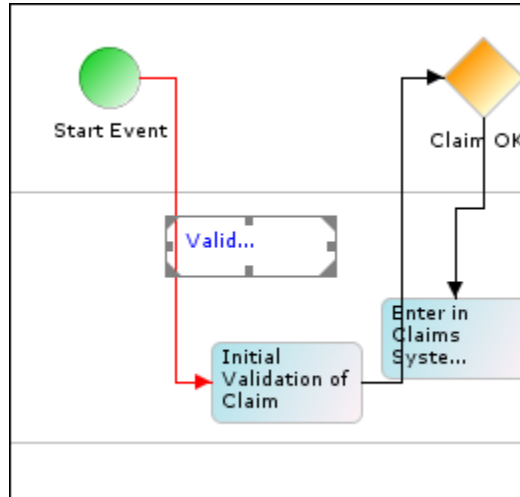 Start Event
Claim OK
Valid...
Enter in
Claims
Syste...
Initial
Validation of
Claim